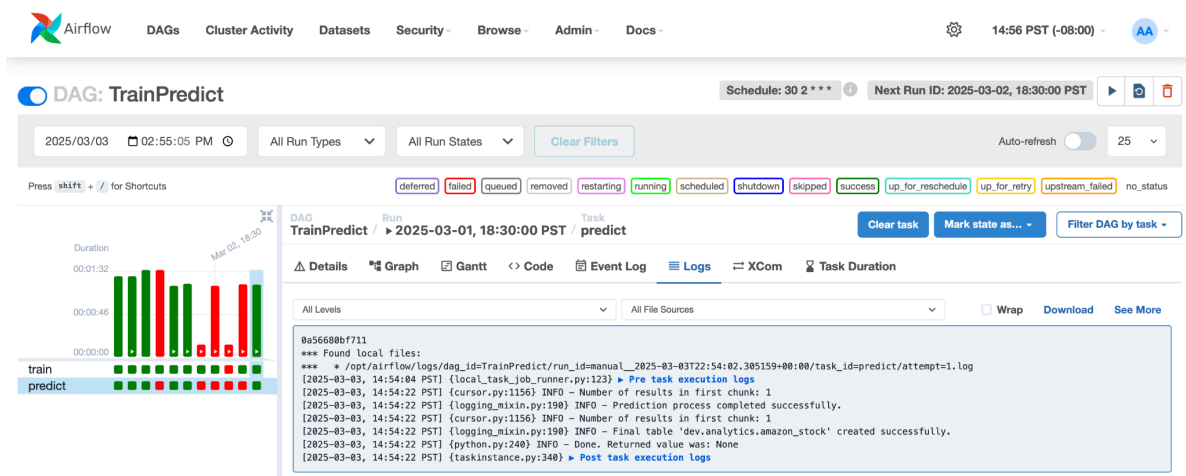 Airflow DAGs Cluster Activity Datasets Security Browse Admin Docs 14:56 PST (-08:00) AA
DAG: TrainPredict Schedule: 30 2 * * * Next Run ID: 2025-03-02, 18:30:00 PST
2025/03/03 02:55:05 PM All Run Types All Run States Clear Filters Auto-refresh 25
Press shift + / for Shortcuts deferred failed queued removed restarting running scheduled shutdown skipped success up_for_reschedule up_for_retry upstream_failed no_status
Duration
Mar 02, 18:30
00:01:32
00:00:46
00:00:00
train
predict
DAG Run Task
TrainPredict / 2025-03-01, 18:30:00 PST / predict
Clear task Mark state as... Filter DAG by task
Details Graph Gantt <> Code Event Log Logs XCom Task Duration
All Levels All File Sources Wrap Download See More
0a56680bf711
*** Found local files:
***   * /opt/airflow/logs/dag_id=TrainPredict/run_id=manual__2025-03-03T22:54:02.305159+00:00/task_id=predict/attempt=1.log
[2025-03-03, 14:54:04 PST] {local_task_job_runner.py:123} ▶ Pre task execution logs
[2025-03-03, 14:54:22 PST] {cursor.py:1156} INFO - Number of results in first chunk: 1
[2025-03-03, 14:54:22 PST] {logging_mixin.py:190} INFO - Prediction process completed successfully.
[2025-03-03, 14:54:22 PST] {cursor.py:1156} INFO - Number of results in first chunk: 1
[2025-03-03, 14:54:22 PST] {logging_mixin.py:190} INFO - Final table 'dev.analytics.amazon_stock' created successfully.
[2025-03-03, 14:54:22 PST] {python.py:240} INFO - Done. Returned value was: None
[2025-03-03, 14:54:22 PST] {taskinstance.py:340} ▶ Post task execution logs